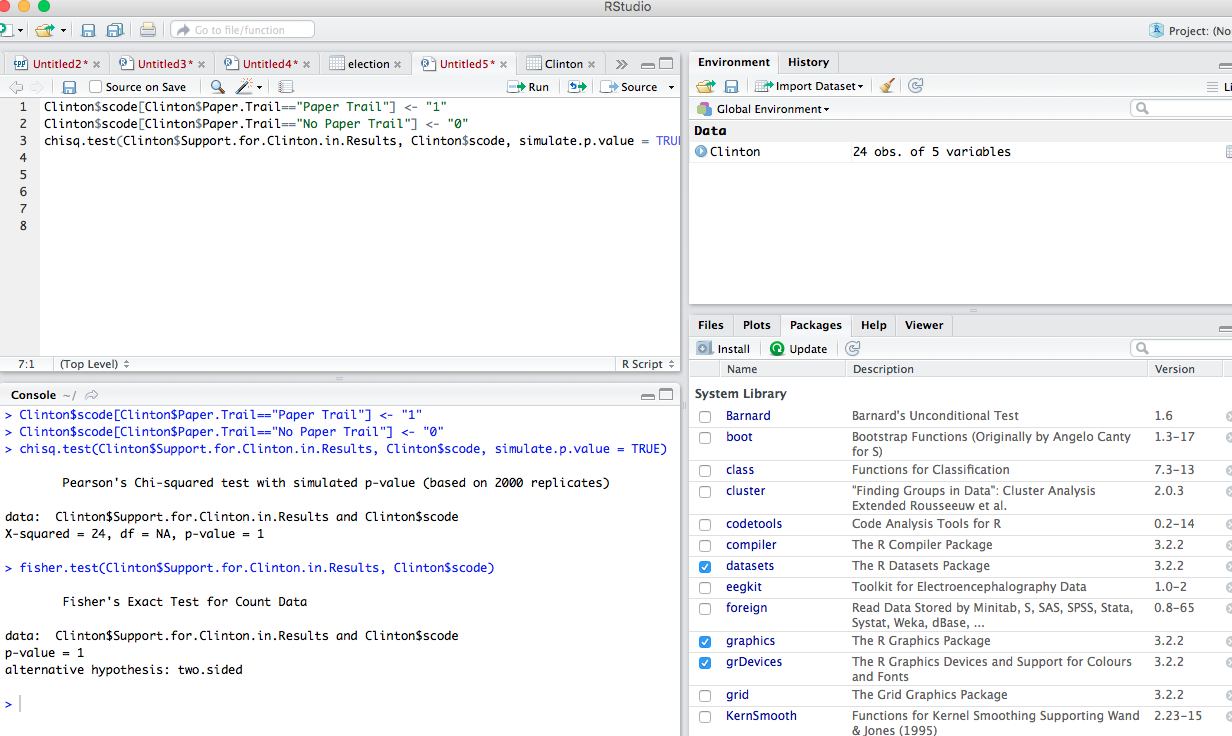 RStudio
Go to file/function
Project: (No
Untitled2* × Untitled3* × Untitled4* × election × Untitled5* × Clinton ×
Source on Save Run Source
1 Clinton$scode[Clinton$Paper.Trail=="Paper Trail"] <- "1"
2 Clinton$scode[Clinton$Paper.Trail=="No Paper Trail"] <- "0"
3 chisq.test(Clinton$Support.for.Clinton.in.Results, Clinton$scode, simulate.p.value = TRU
4
5
6
7
8
7:1 (Top Level) R Script
Console ~/
> Clinton$scode[Clinton$Paper.Trail=="Paper Trail"] <- "1"
> Clinton$scode[Clinton$Paper.Trail=="No Paper Trail"] <- "0"
> chisq.test(Clinton$Support.for.Clinton.in.Results, Clinton$scode, simulate.p.value = TRUE)
Pearson's Chi-squared test with simulated p-value (based on 2000 replicates)
data: Clinton$Support.for.Clinton.in.Results and Clinton$scode
X-squared = 24, df = NA, p-value = 1
> fisher.test(Clinton$Support.for.Clinton.in.Results, Clinton$scode)
Fisher's Exact Test for Count Data
data: Clinton$Support.for.Clinton.in.Results and Clinton$scode
p-value = 1
alternative hypothesis: two.sided
>
Environment History
Import Dataset Li
Global Environment
Data
Clinton 24 obs. of 5 variables
Files Plots Packages Help Viewer
Install Update
Name Description Version
System Library
Barnard Barnard's Unconditional Test 1.6
boot Bootstrap Functions (Originally by Angelo Canty 1.3-17
for S)
class Functions for Classification 7.3-13
cluster "Finding Groups in Data": Cluster Analysis 2.0.3
Extended Rousseeuw et al.
codetools Code Analysis Tools for R 0.2-14
compiler The R Compiler Package 3.2.2
datasets The R Datasets Package 3.2.2
eegkit Toolkit for Electroencephalography Data 1.0-2
foreign Read Data Stored by Minitab, S, SAS, SPSS, Stata, 0.8-65
Systat, Weka, dBase, ...
graphics The R Graphics Package 3.2.2
grDevices The R Graphics Devices and Support for Colours 3.2.2
and Fonts
grid The Grid Graphics Package 3.2.2
KernSmooth Functions for Kernel Smoothing Supporting Wand 2.23-15
& Jones (1995)